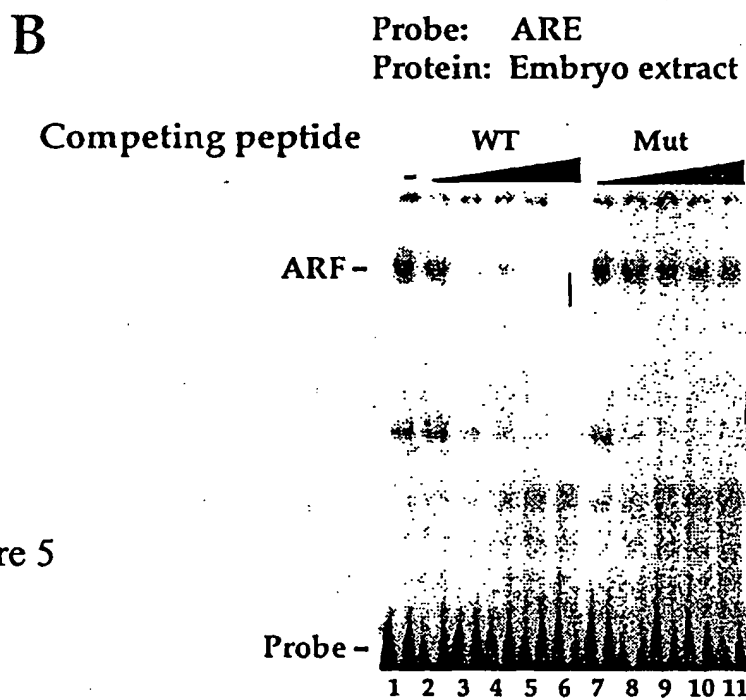 B
Probe: ARE
Protein: Embryo extract
Competing peptide
WT
Mut
-
ARF -
re 5
Probe -
1 2 3 4 5 6 7 8 9 10 11